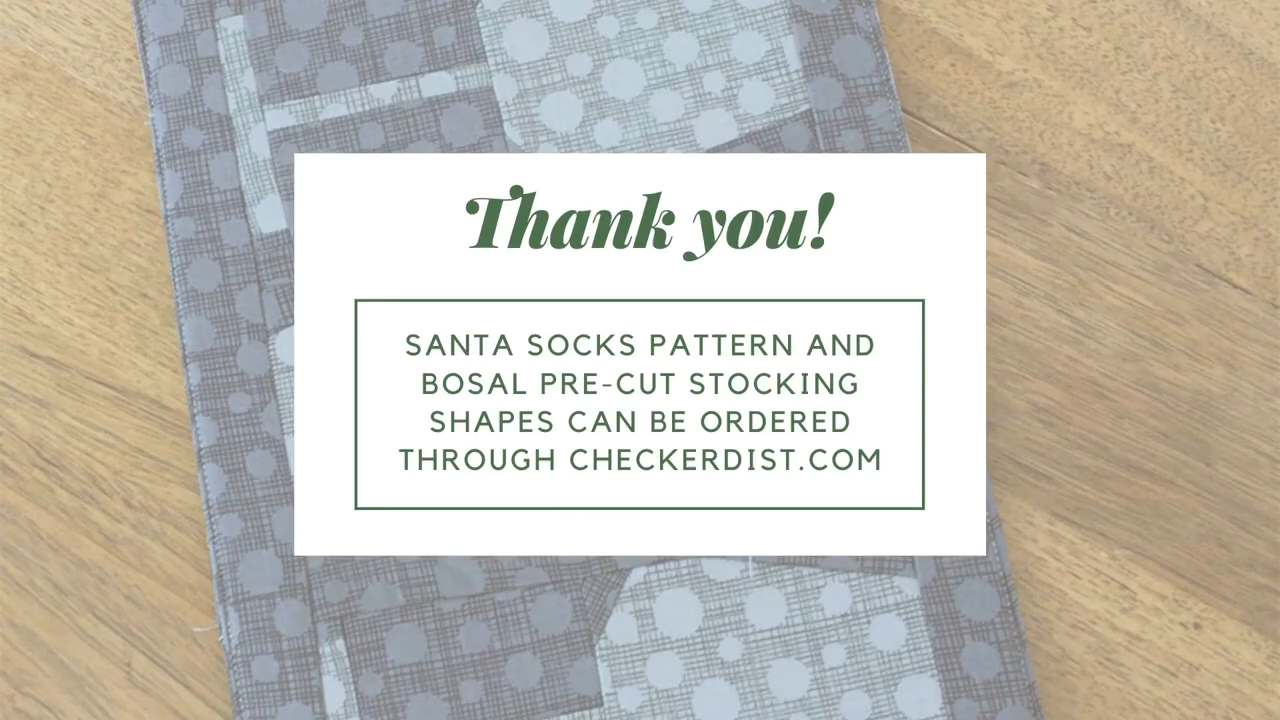 Thank you!
SANTA SOCKS PATTERN AND
BOSAL PRE-CUT STOCKING
SHAPES CAN BE ORDERED
THROUGH CHECKERDIST.COM